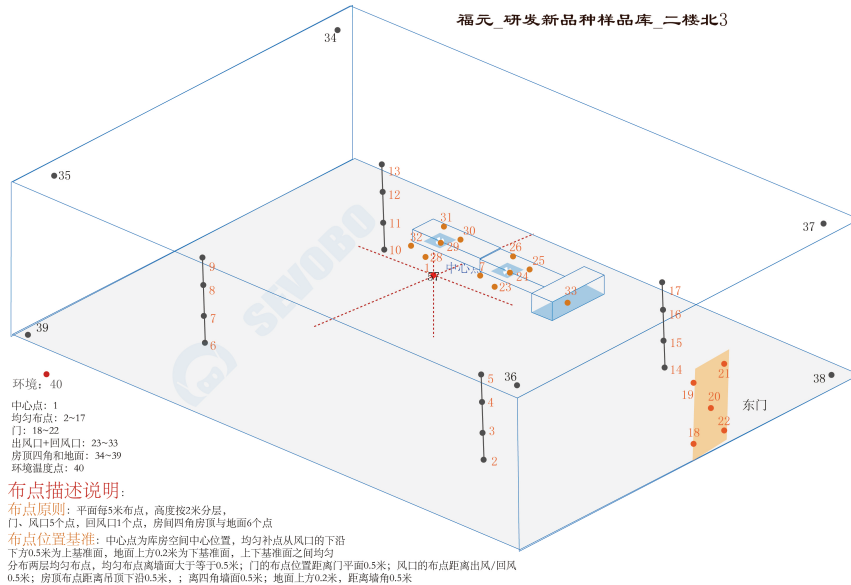 福元_研发新品种样品库_二楼北3
34
35
13
12
11
10
37
31
30
32
29
28
26
25
24
23
中心点
33
9
8
7
6
17
16
15
14
39
36
38
5
4
3
2
21
19
20
22
18
东门
SEVOBO
环境：40
中心点：1
均匀布点：2~17
门：18~22
出风口+回风口：23~33
房顶四角和地面：34~39
环境温度点：40
布点描述说明：
布点原则：平面每5米布点，高度按2米分层，
门、风口5个点，回风口1个点，房间四角房顶与地面6个点
布点位置基准：中心点为库房空间中心位置，均匀补点从风口的下沿
下方0.5米为上基准面，地面上方0.2米为下基准面，上下基准面之间均匀
分布两层均匀布点，均匀布点离墙面大于等于0.5米；门的布点位置距离门平面0.5米；风口的布点距离出风/回风
0.5米；房顶布点距离吊顶下沿0.5米，；离四角墙面0.5米；地面上方0.2米，距离墙角0.5米